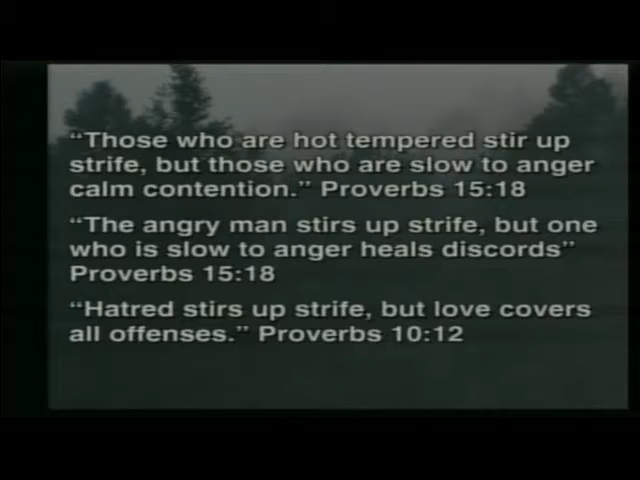 “Those who are hot tempered stir up
strife, but those who are slow to anger
calm contention.” Proverbs 15:18
“The angry man stirs up strife, but one
who is slow to anger heals discords”
Proverbs 15:18
“Hatred stirs up strife, but love covers
all offenses.” Proverbs 10:12